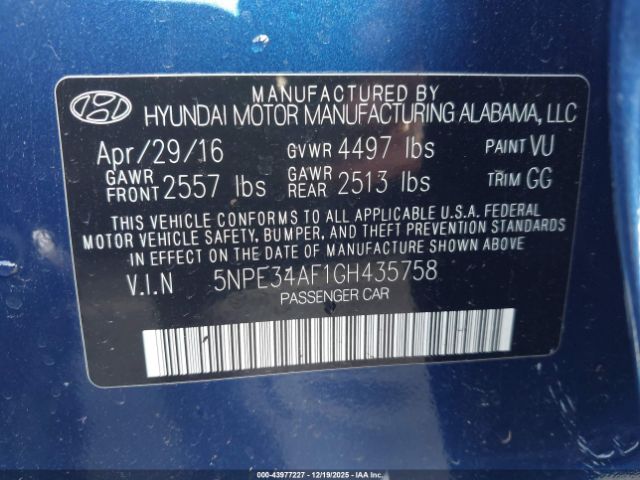 MANUFACTURED BY
HYUNDAI MOTOR MANUFACTURING ALABAMA, LLC
Apr/29/16 GVWR 4497 lbs PAINT VU
GAWR FRONT 2557 lbs GAWR REAR 2513 lbs TRIM GG
THIS VEHICLE CONFORMS TO ALL APPLICABLE U.S.A. FEDERAL
MOTOR VEHICLE SAFETY, BUMPER, AND THEFT PREVENTION STANDARDS
IN EFFECT ON THE DATE OF MANUFACTURE SHOWN ABOVE
V.I.N 5NPE34AF1GH435758
PASSENGER CAR
© - 43977227 - 12/19/2025 - IAA Inc.